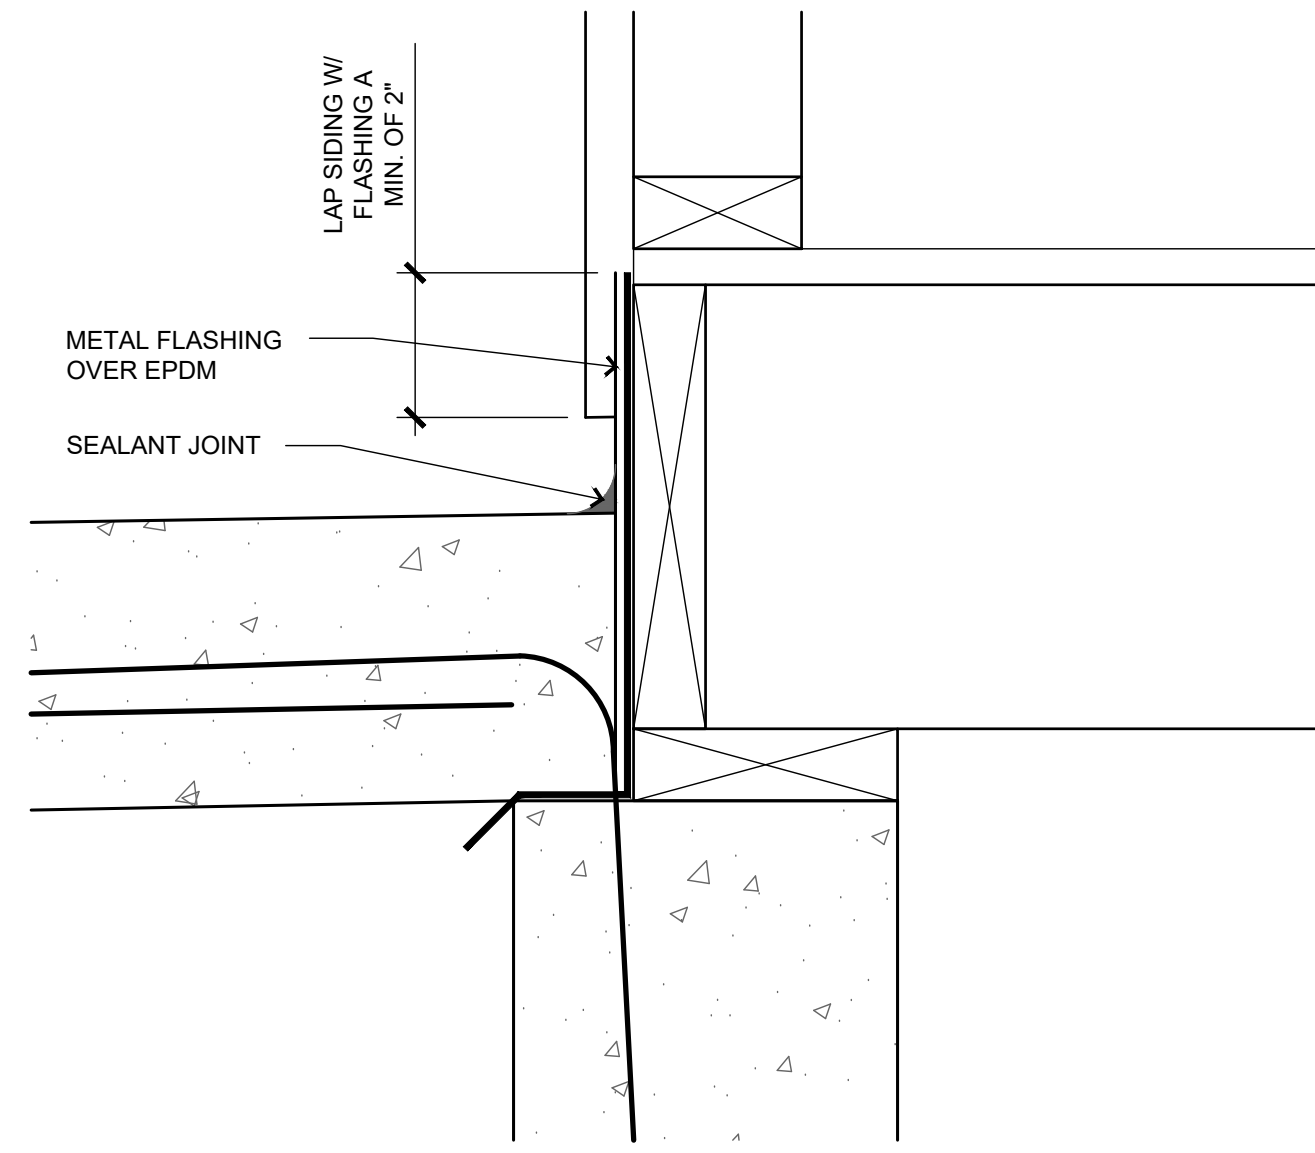 LAP SIDING W/
FLASHING A
MIN. OF 2"
METAL FLASHING
OVER EPDM
SEALANT JOINT